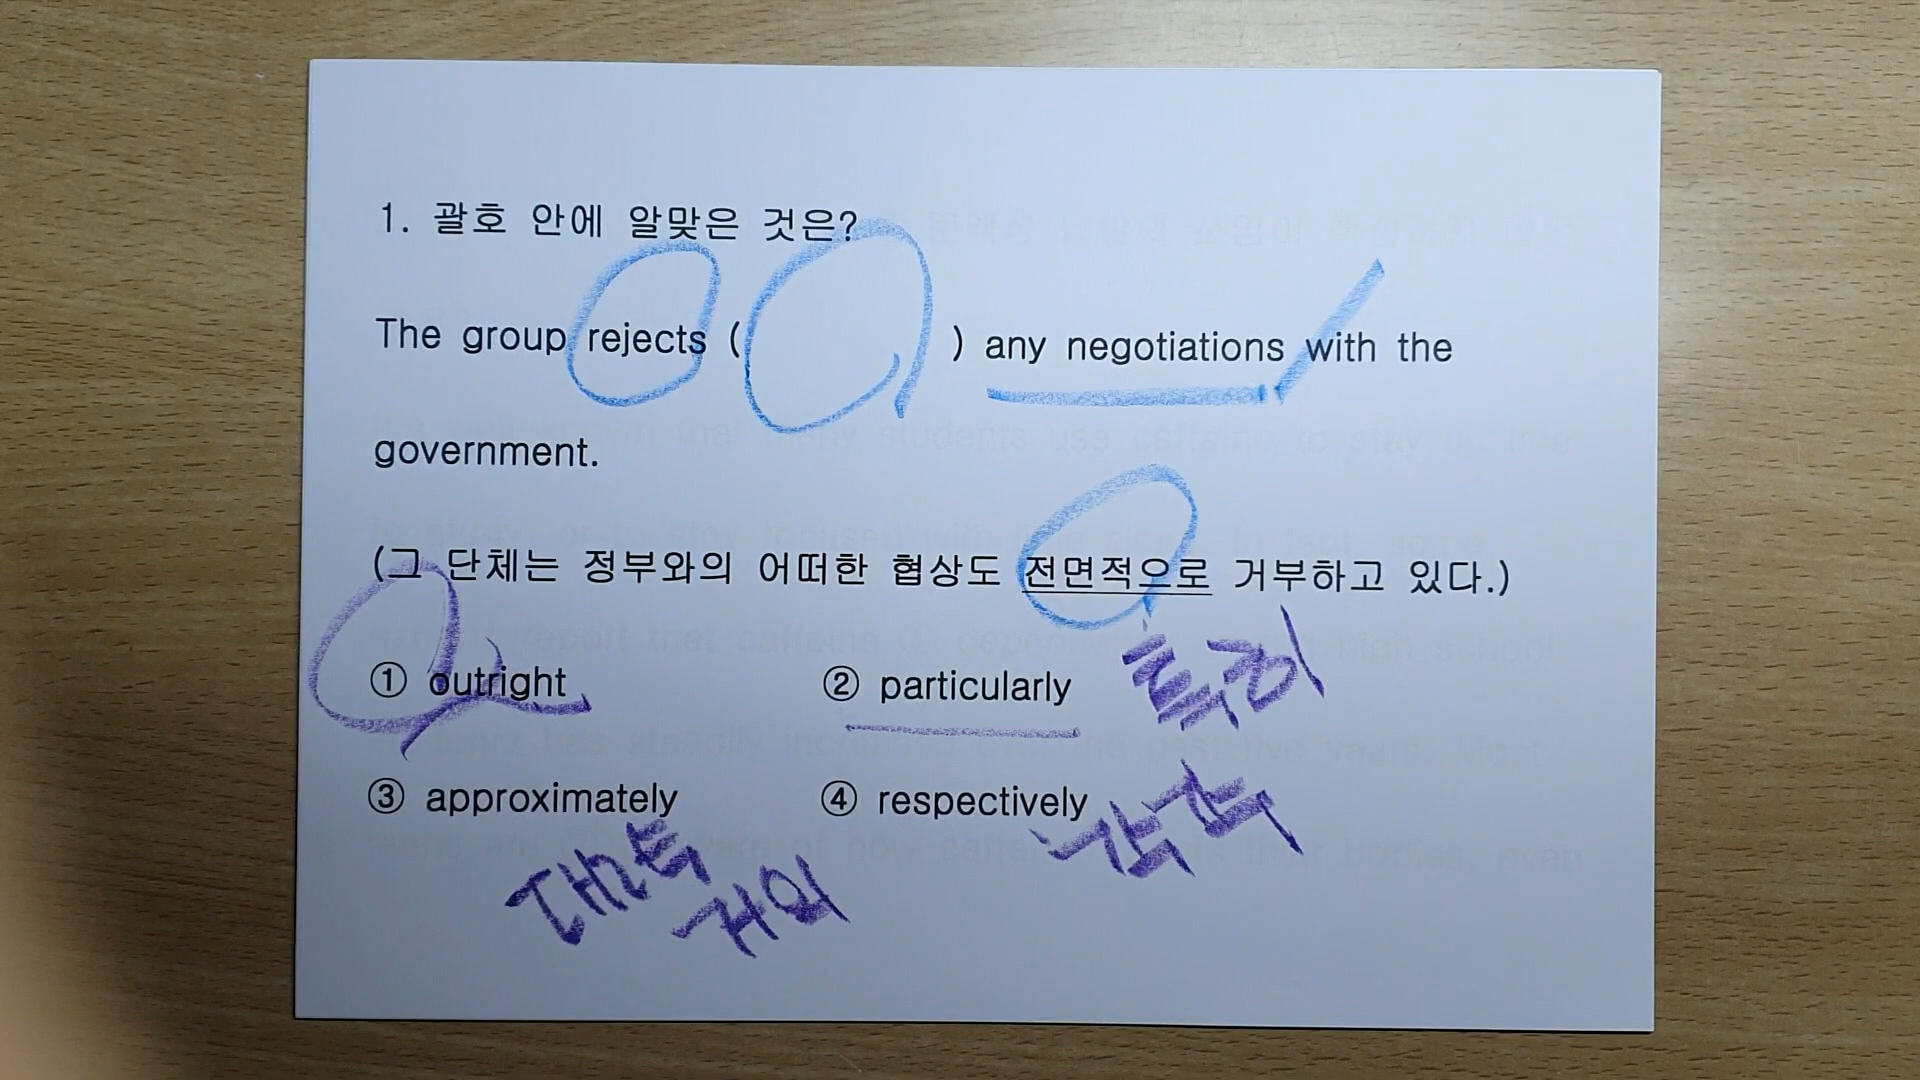 1. 괄호 안에 알맞은 것은?
The group rejects ( ) any negotiations with the
government.
(그 단체는 정부와의 어떠한 협상도 전면적으로 거부하고 있다.)
① outright ② particularly 특히
③ approximately ④ respectively 각각
대략
거의